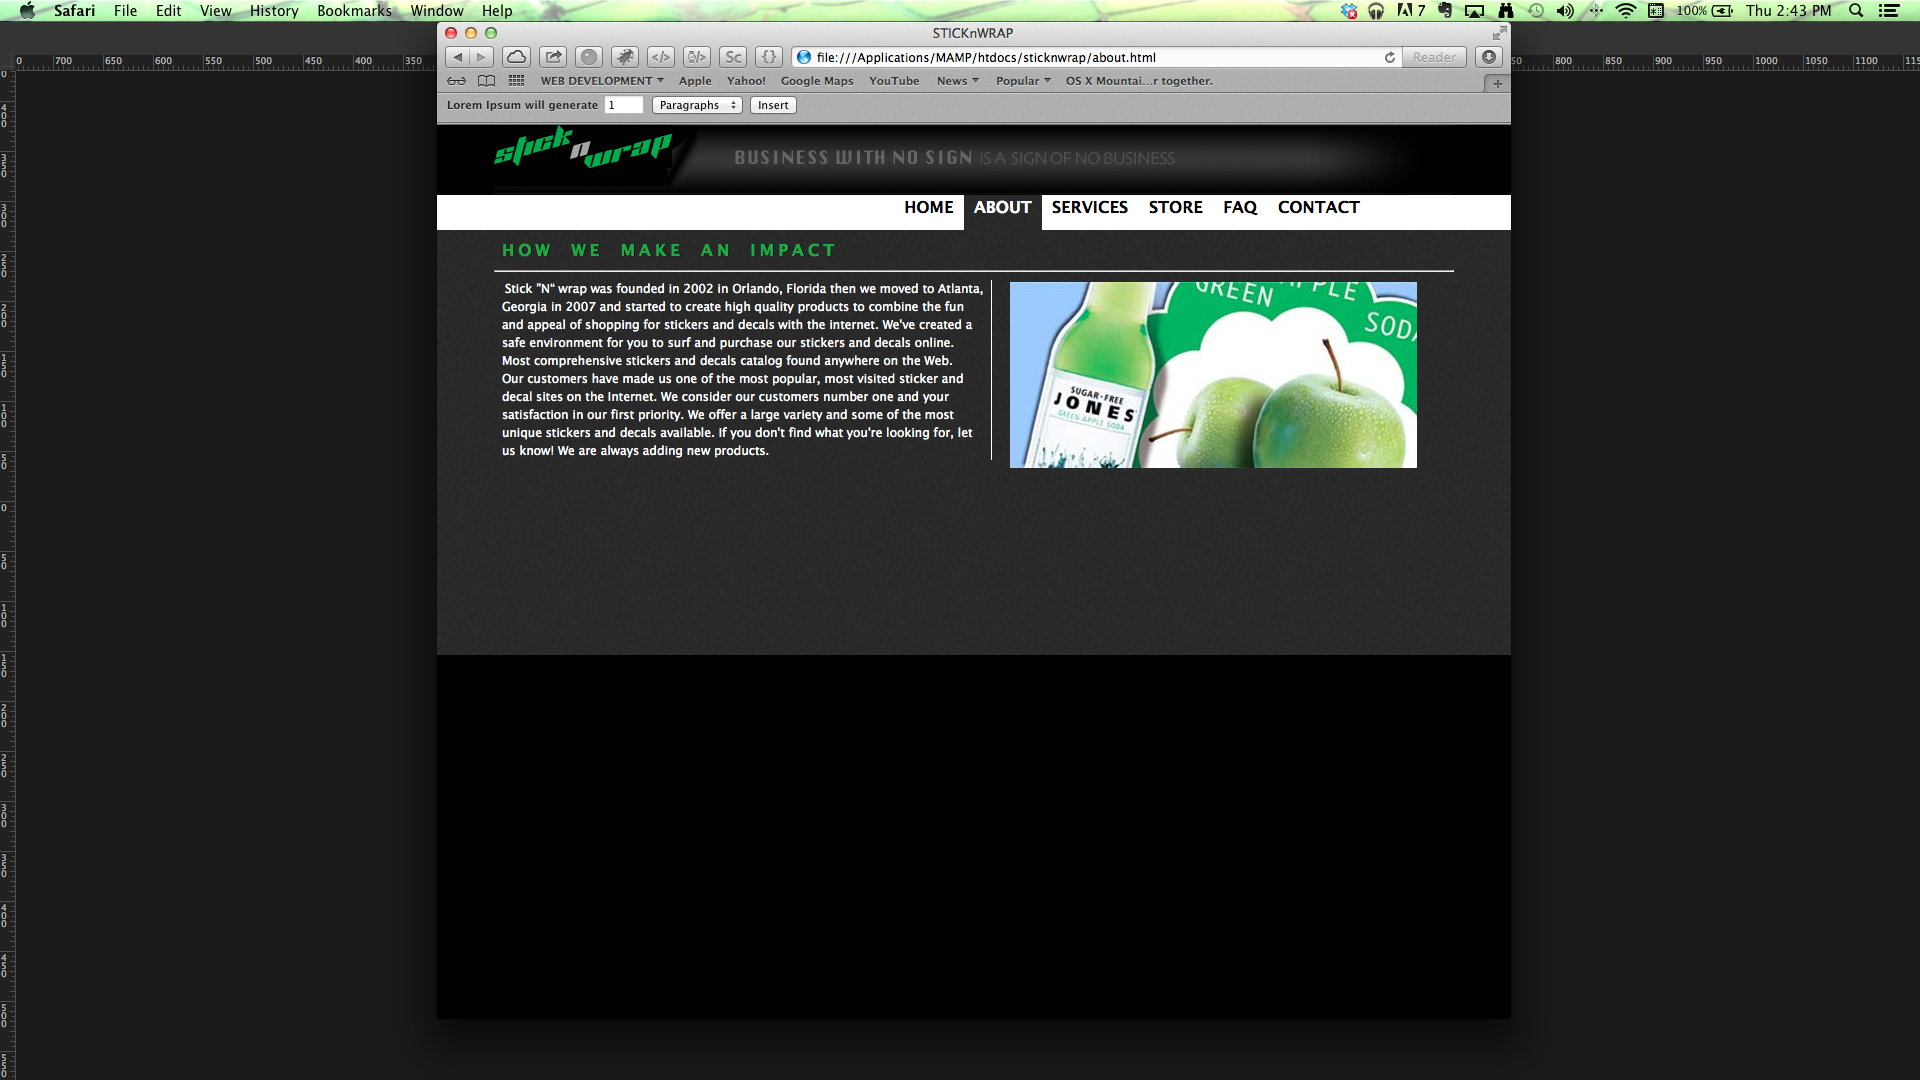 Safari File Edit View History Bookmarks Window Help 7 100% Thu 2:43 PM
STICKnWRAP
Sc {} file:///Applications/MAMP/htdocs/sticknwrap/about.html Reader
WEB DEVELOPMENT Apple Yahoo! Google Maps YouTube News Popular OS X Mountai...r together.
0 700 650 600 550 500 450 400 350 800 850 900 950 1000 1050 1100
Lorem Ipsum will generate 1 Paragraphs Insert
stick n wrap
BUSINESS WITH NO SIGN IS A SIGN OF NO BUSINESS
HOME ABOUT SERVICES STORE FAQ CONTACT
HOW WE MAKE AN IMPACT
Stick ”N“ wrap was founded in 2002 in Orlando, Florida then we moved to Atlanta,
Georgia in 2007 and started to create high quality products to combine the fun
and appeal of shopping for stickers and decals with the internet. We've created a
safe environment for you to surf and purchase our stickers and decals online.
Most comprehensive stickers and decals catalog found anywhere on the Web.
Our customers have made us one of the most popular, most visited sticker and
decal sites on the Internet. We consider our customers number one and your
satisfaction in our first priority. We offer a large variety and some of the most
unique stickers and decals available. If you don't find what you're looking for, let
us know! We are always adding new products.
GREEN
SODA
SUGAR-FREE
JONES
GREEN APPLE SODA